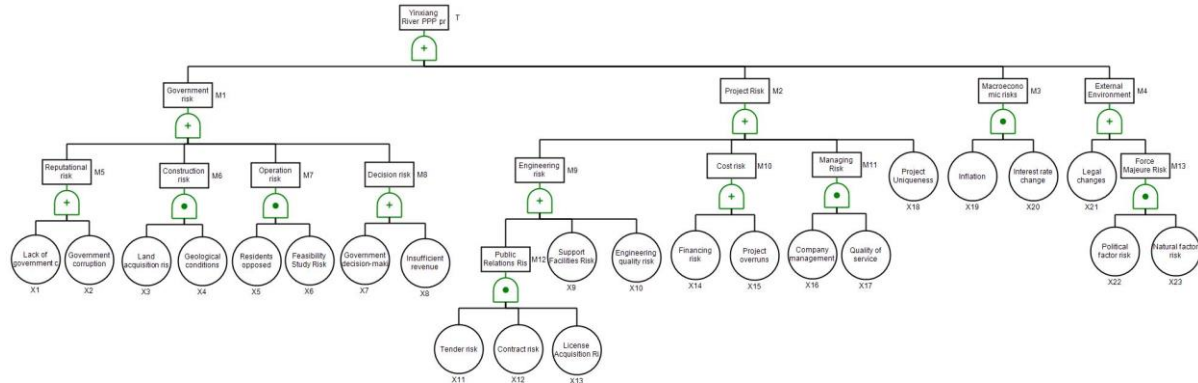 Yinxiang
River PPP pr
T
Government
risk
M1
Project Risk
M2
Macroecono
mic risks
M3
External
Environment
M4
Reputational
risk
M5
Construction
risk
M6
Operation
risk
M7
Decision risk
M8
Engineering
risk
M9
Cost risk
M10
Managing
Risk
M11
Project
Uniqueness
X18
Inflation
X19
Interest rate
change
X20
Legal
changes
X21
Force
Majeure Risk
M13
Lack of
government c
X1
Government
corruption
X2
Land
acquisition ris
X3
Geological
conditions
X4
Residents
opposed
X5
Feasibility
Study Risk
X6
Government
decision-maki
X7
Insufficient
revenue
X8
Public
Relations Ris
M12
Support
Facilities Risk
X9
Engineering
quality risk
X10
Financing
risk
X14
Project
overruns
X15
Company
management
X16
Quality of
service
X17
Political
factor risk
X22
Natural factor
risk
X23
Tender risk
X11
Contract risk
X12
License
Acquisition Ri
X13